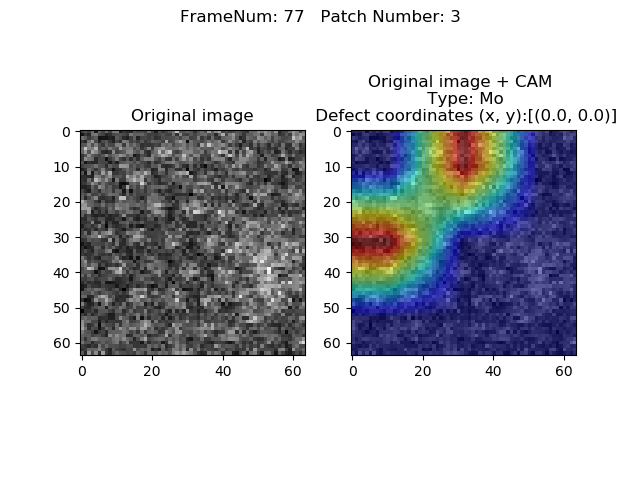 FrameNum: 77   Patch Number: 3
Original image
Original image + CAM
Type: Mo
Defect coordinates (x, y):[(0.0, 0.0)]
0
10
20
30
40
50
60
0 20 40 60
0
10
20
30
40
50
60
0 20 40 60